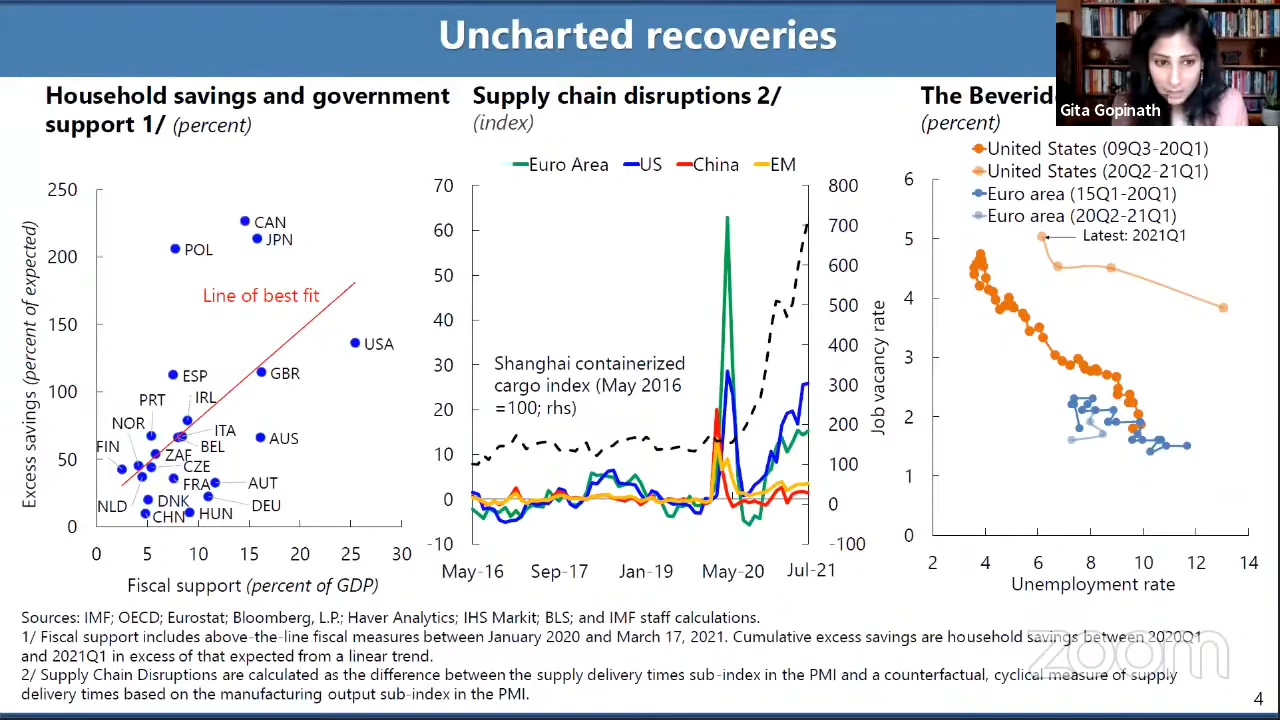 Uncharted recoveries
Gita Gopinath
Household savings and government
support 1/ (percent)
Excess savings (percent of expected)
250
200
150
100
50
0
CAN
JPN
POL
Line of best fit
USA
ESP
GBR
PRT
IRL
NOR
ITA
AUS
FIN
BEL
ZAF
CZE
FRA
AUT
NLD
DNK
DEU
CHN
HUN
0 5 10 15 20 25 30
Fiscal support (percent of GDP)
Supply chain disruptions 2/
(index)
Euro Area US China EM
70
60
50
40
30
20
10
0
-10
800
700
600
500
400
300
200
100
0
-100
Shanghai containerized
cargo index (May 2016
=100; rhs)
May-16 Sep-17 Jan-19 May-20 Jul-21
The
(percent)
United States (09Q3-20Q1)
United States (20Q2-21Q1)
Euro area (15Q1-20Q1)
Euro area (20Q2-21Q1)
Latest: 2021Q1
Job vacancy rate
6
5
4
3
2
1
0
2 4 6 8 10 12 14
Unemployment rate
Sources: IMF; OECD; Eurostat; Bloomberg, L.P.; Haver Analytics; IHS Markit; BLS; and IMF staff calculations.
1/ Fiscal support includes above-the-line fiscal measures between January 2020 and March 17, 2021. Cumulative excess savings are household savings between 2020Q1
and 2021Q1 in excess of that expected from a linear trend.
2/ Supply Chain Disruptions are calculated as the difference between the supply delivery times sub-index in the PMI and a counterfactual, cyclical measure of supply
delivery times based on the manufacturing output sub-index in the PMI.
zoom
4